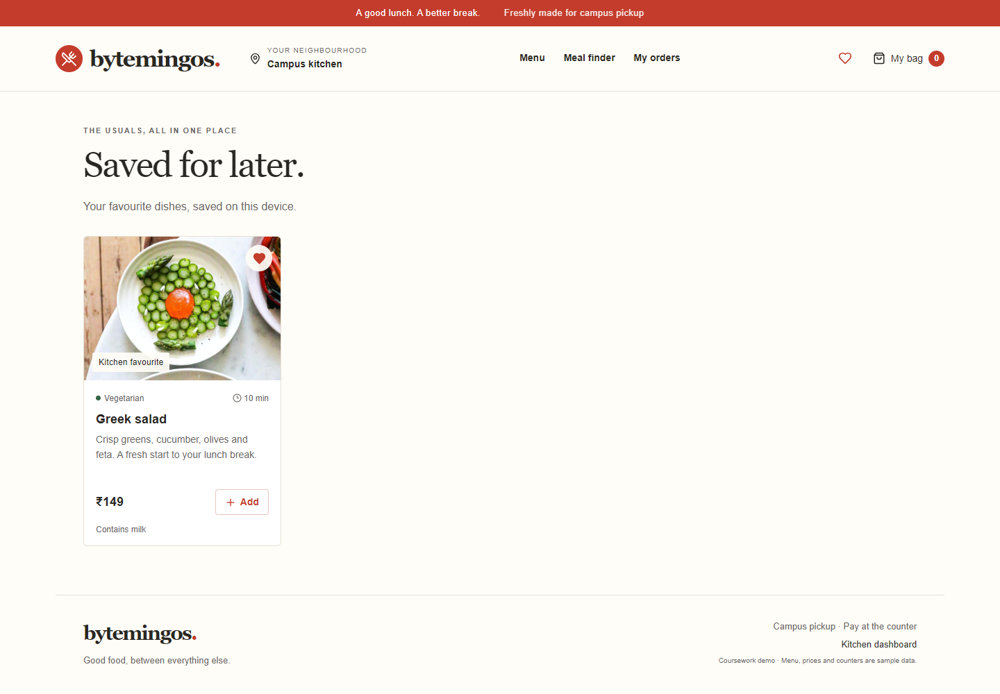 A good lunch. A better break. Freshly made for campus pickup
bytemingos.
YOUR NEIGHBOURHOOD
Campus kitchen
Menu Meal finder My orders
My bag 0
THE USUALS, ALL IN ONE PLACE
Saved for later.
Your favourite dishes, saved on this device.
Kitchen favourite
Vegetarian 10 min
Greek salad
Crisp greens, cucumber, olives and
feta. A fresh start to your lunch break.
₹149 + Add
Contains milk
bytemingos.
Good food, between everything else.
Campus pickup · Pay at the counter
Kitchen dashboard
Coursework demo · Menu, prices and counters are sample data.